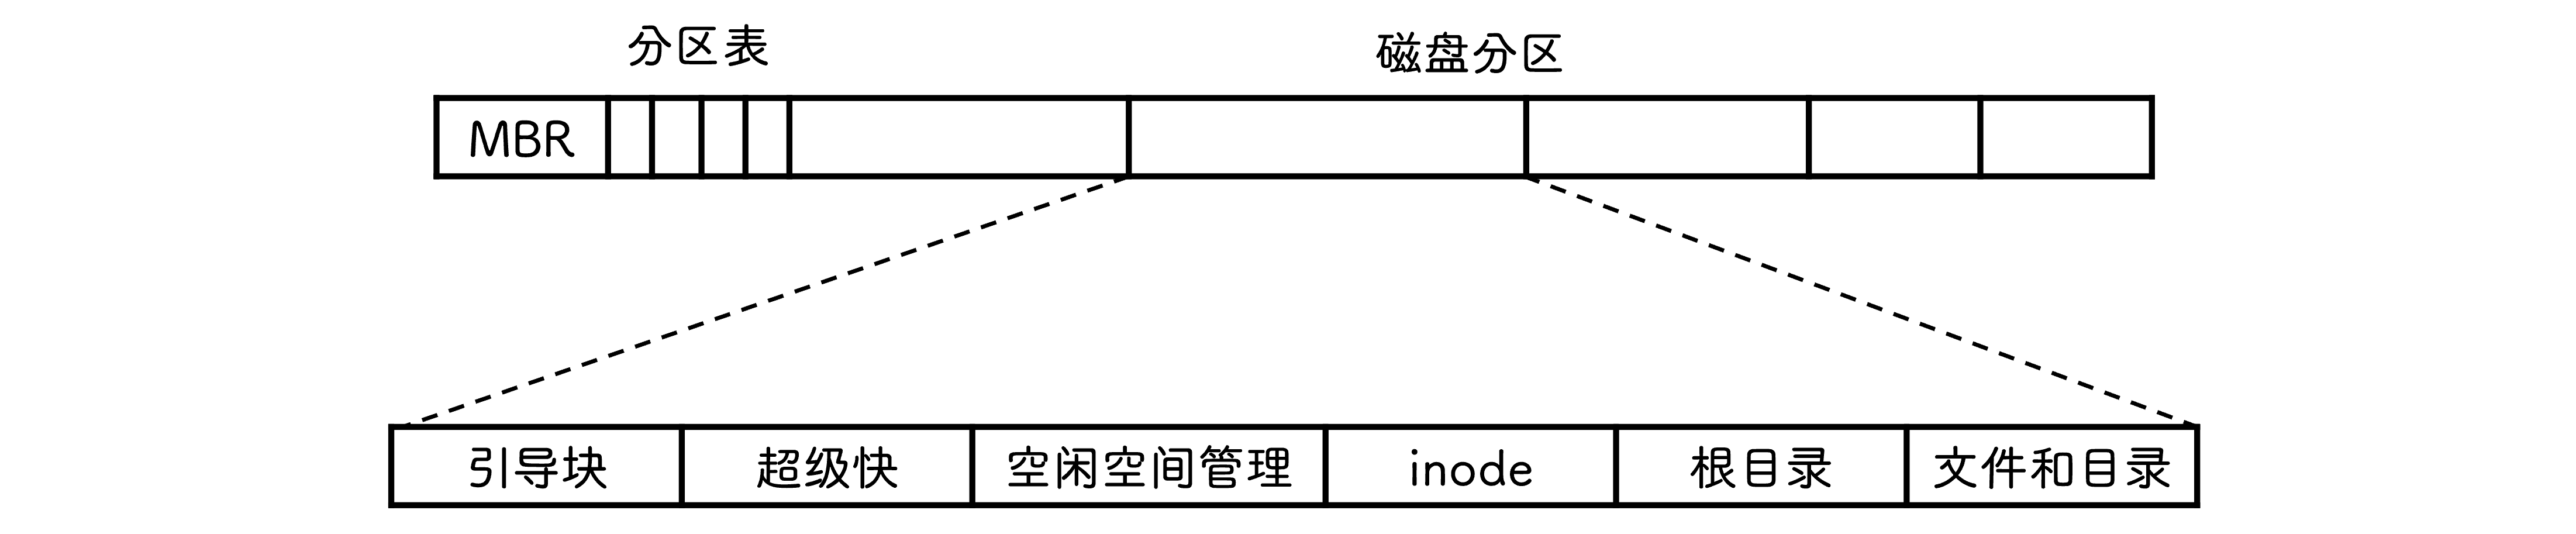 分区表
磁盘分区
MBR
引导块
超级快
空闲空间管理
inode
根目录
文件和目录